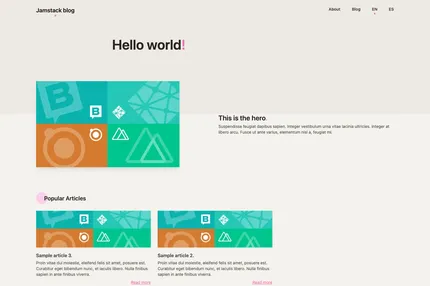 Jamstack blog
About Blog EN ES
Hello world!
This is the hero
Suspendisse feugiat dapibus sapien. Integer vestibulum urna vitae lacinia ultricies. Integer at
libero arcu. Fusce ut ante varius, elementum nisl a, feugiat mi.
Popular Articles
Sample article 3.
Proin vitae dui molestie, eleifend felis sit amet, posuere est.
Curabitur eget bibendum nunc, et iaculis libero. Nulla finibus
sapien in ante finibus viverra.
Read more
Sample article 2.
Proin vitae dui molestie, eleifend felis sit amet, posuere est.
Curabitur eget bibendum nunc, et iaculis libero. Nulla finibus
sapien in ante finibus viverra.
Read more